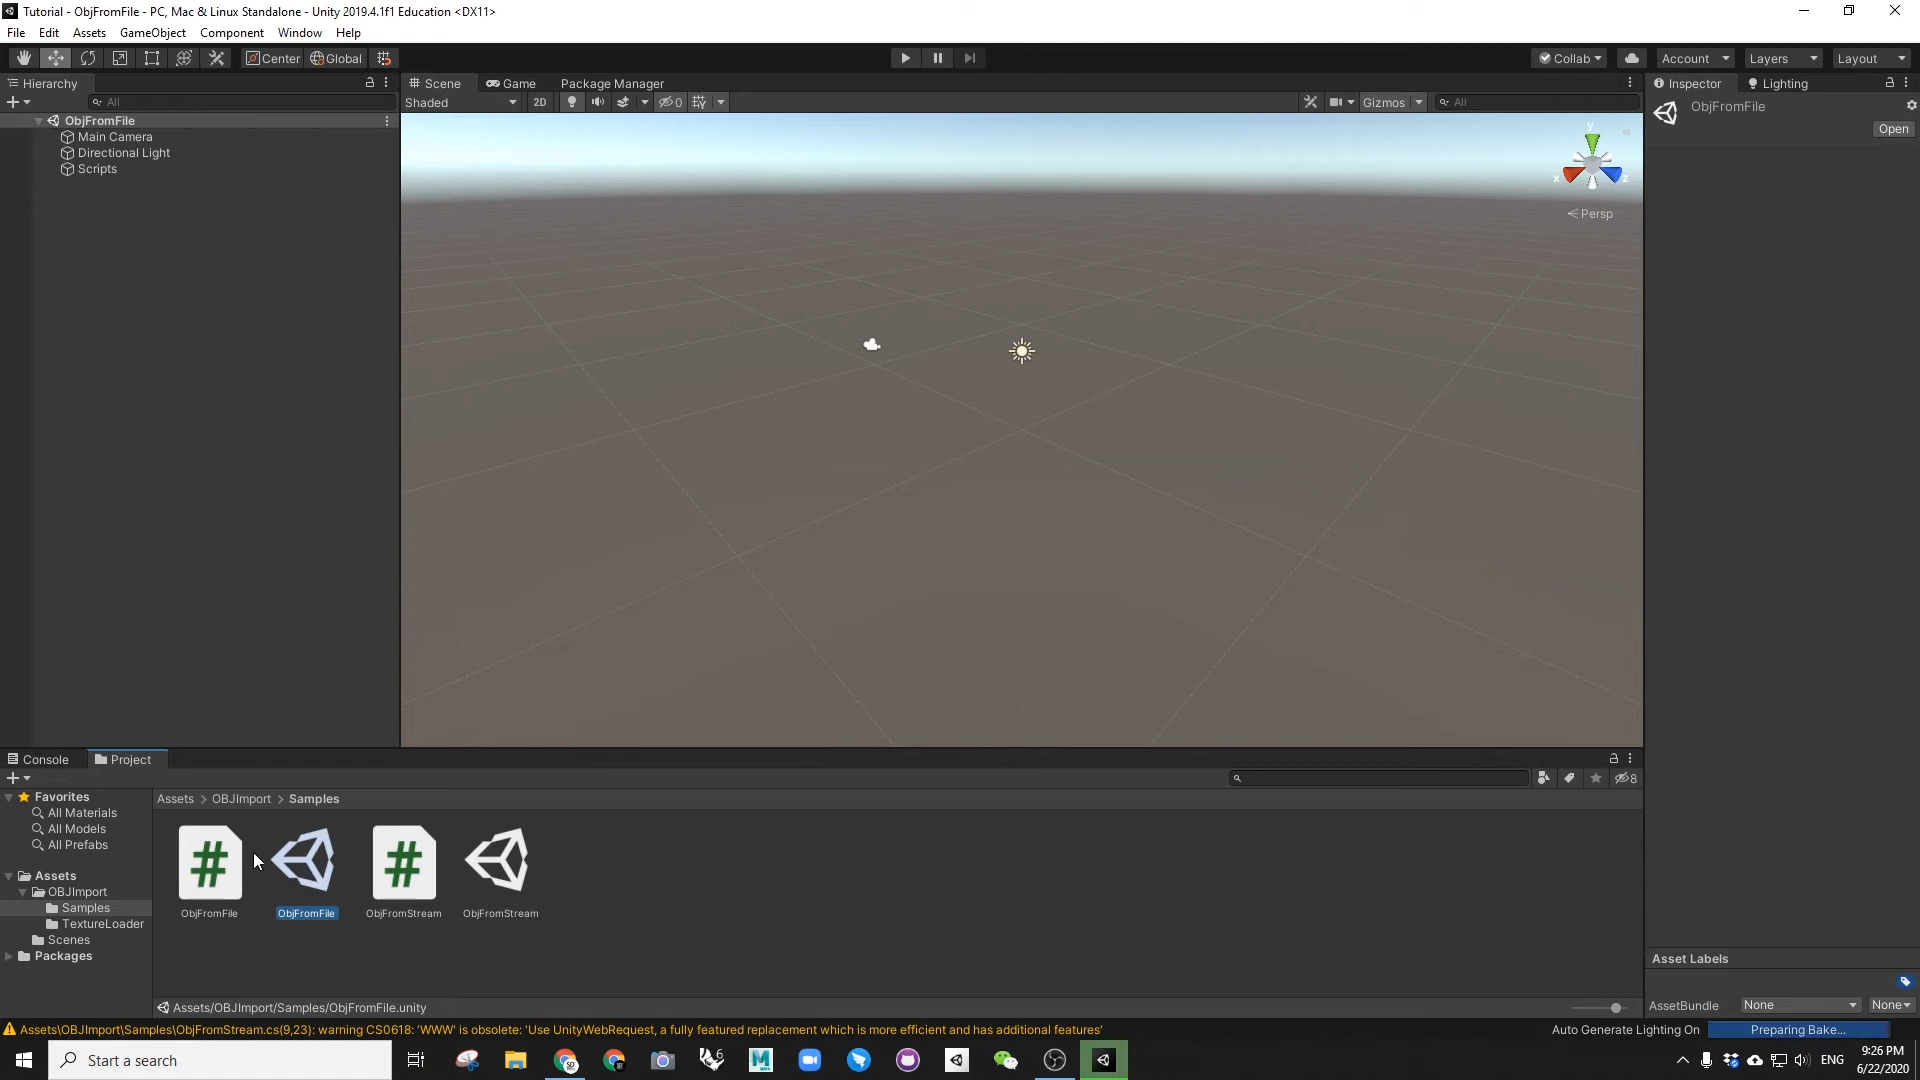 Tutorial - ObjFromFile - PC, Mac & Linux Standalone - Unity 2019.4.1f1 Education <DX11>
File Edit Assets GameObject Component Window Help
Center Global Collab Account Layers Layout
Hierarchy Scene Game Package Manager Inspector Lighting
All Shaded 2D 0 Gizmos All
ObjFromFile
Open
ObjFromFile
Main Camera
Directional Light
Scripts
y
x z
Persp
Console Project
8
Favorites
All Materials
All Models
All Prefabs
Assets
OBJImport
Samples
TextureLoader
Scenes
Packages
Assets > OBJImport > Samples
# #
ObjFromFile ObjFromFile ObjFromStream ObjFromStream
Asset Labels
AssetBundle None None
Assets/OBJImport/Samples/ObjFromFile.unity
Assets\OBJImport\Samples\ObjFromStream.cs(9,23): warning CS0618: 'WWW' is obsolete: 'Use UnityWebRequest, a fully featured replacement which is more efficient and has additional features'
Auto Generate Lighting On Preparing Bake...
Start a search
ENG
9:26 PM
6/22/2020